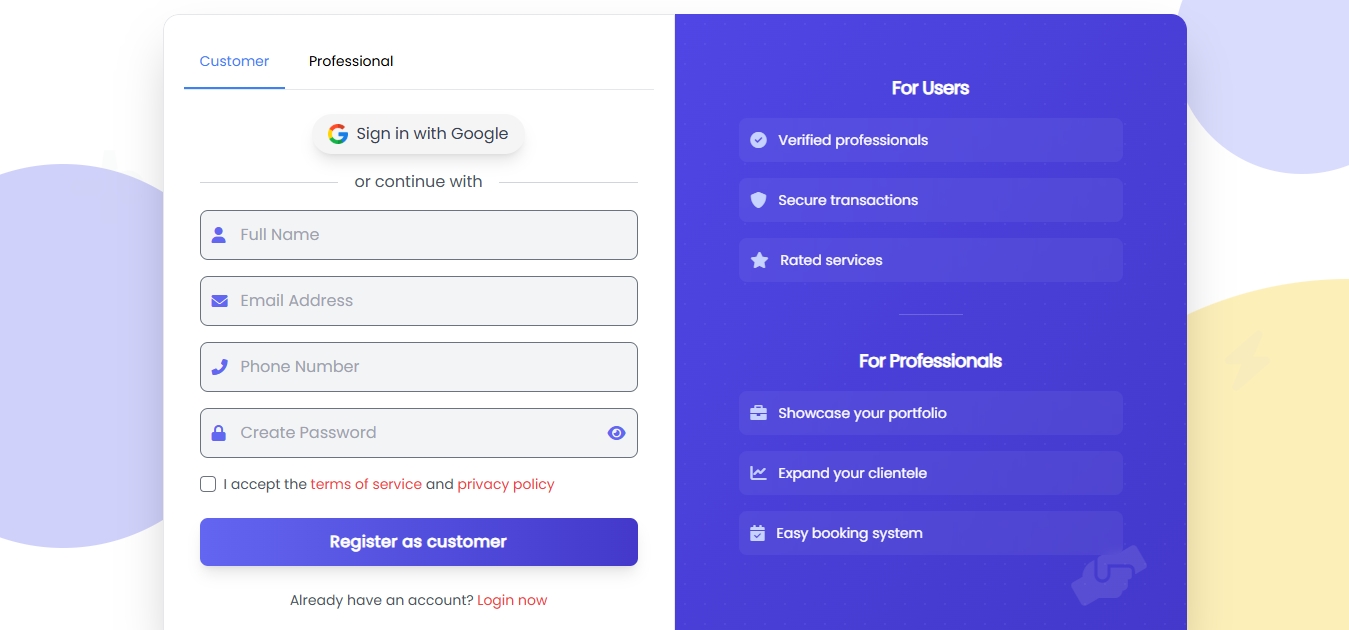 Customer
Professional
Sign in with Google
or continue with
Full Name
Email Address
Phone Number
Create Password
I accept the terms of service and privacy policy
Register as customer
Already have an account? Login now
For Users
Verified professionals
Secure transactions
Rated services
For Professionals
Showcase your portfolio
Expand your clientele
Easy booking system